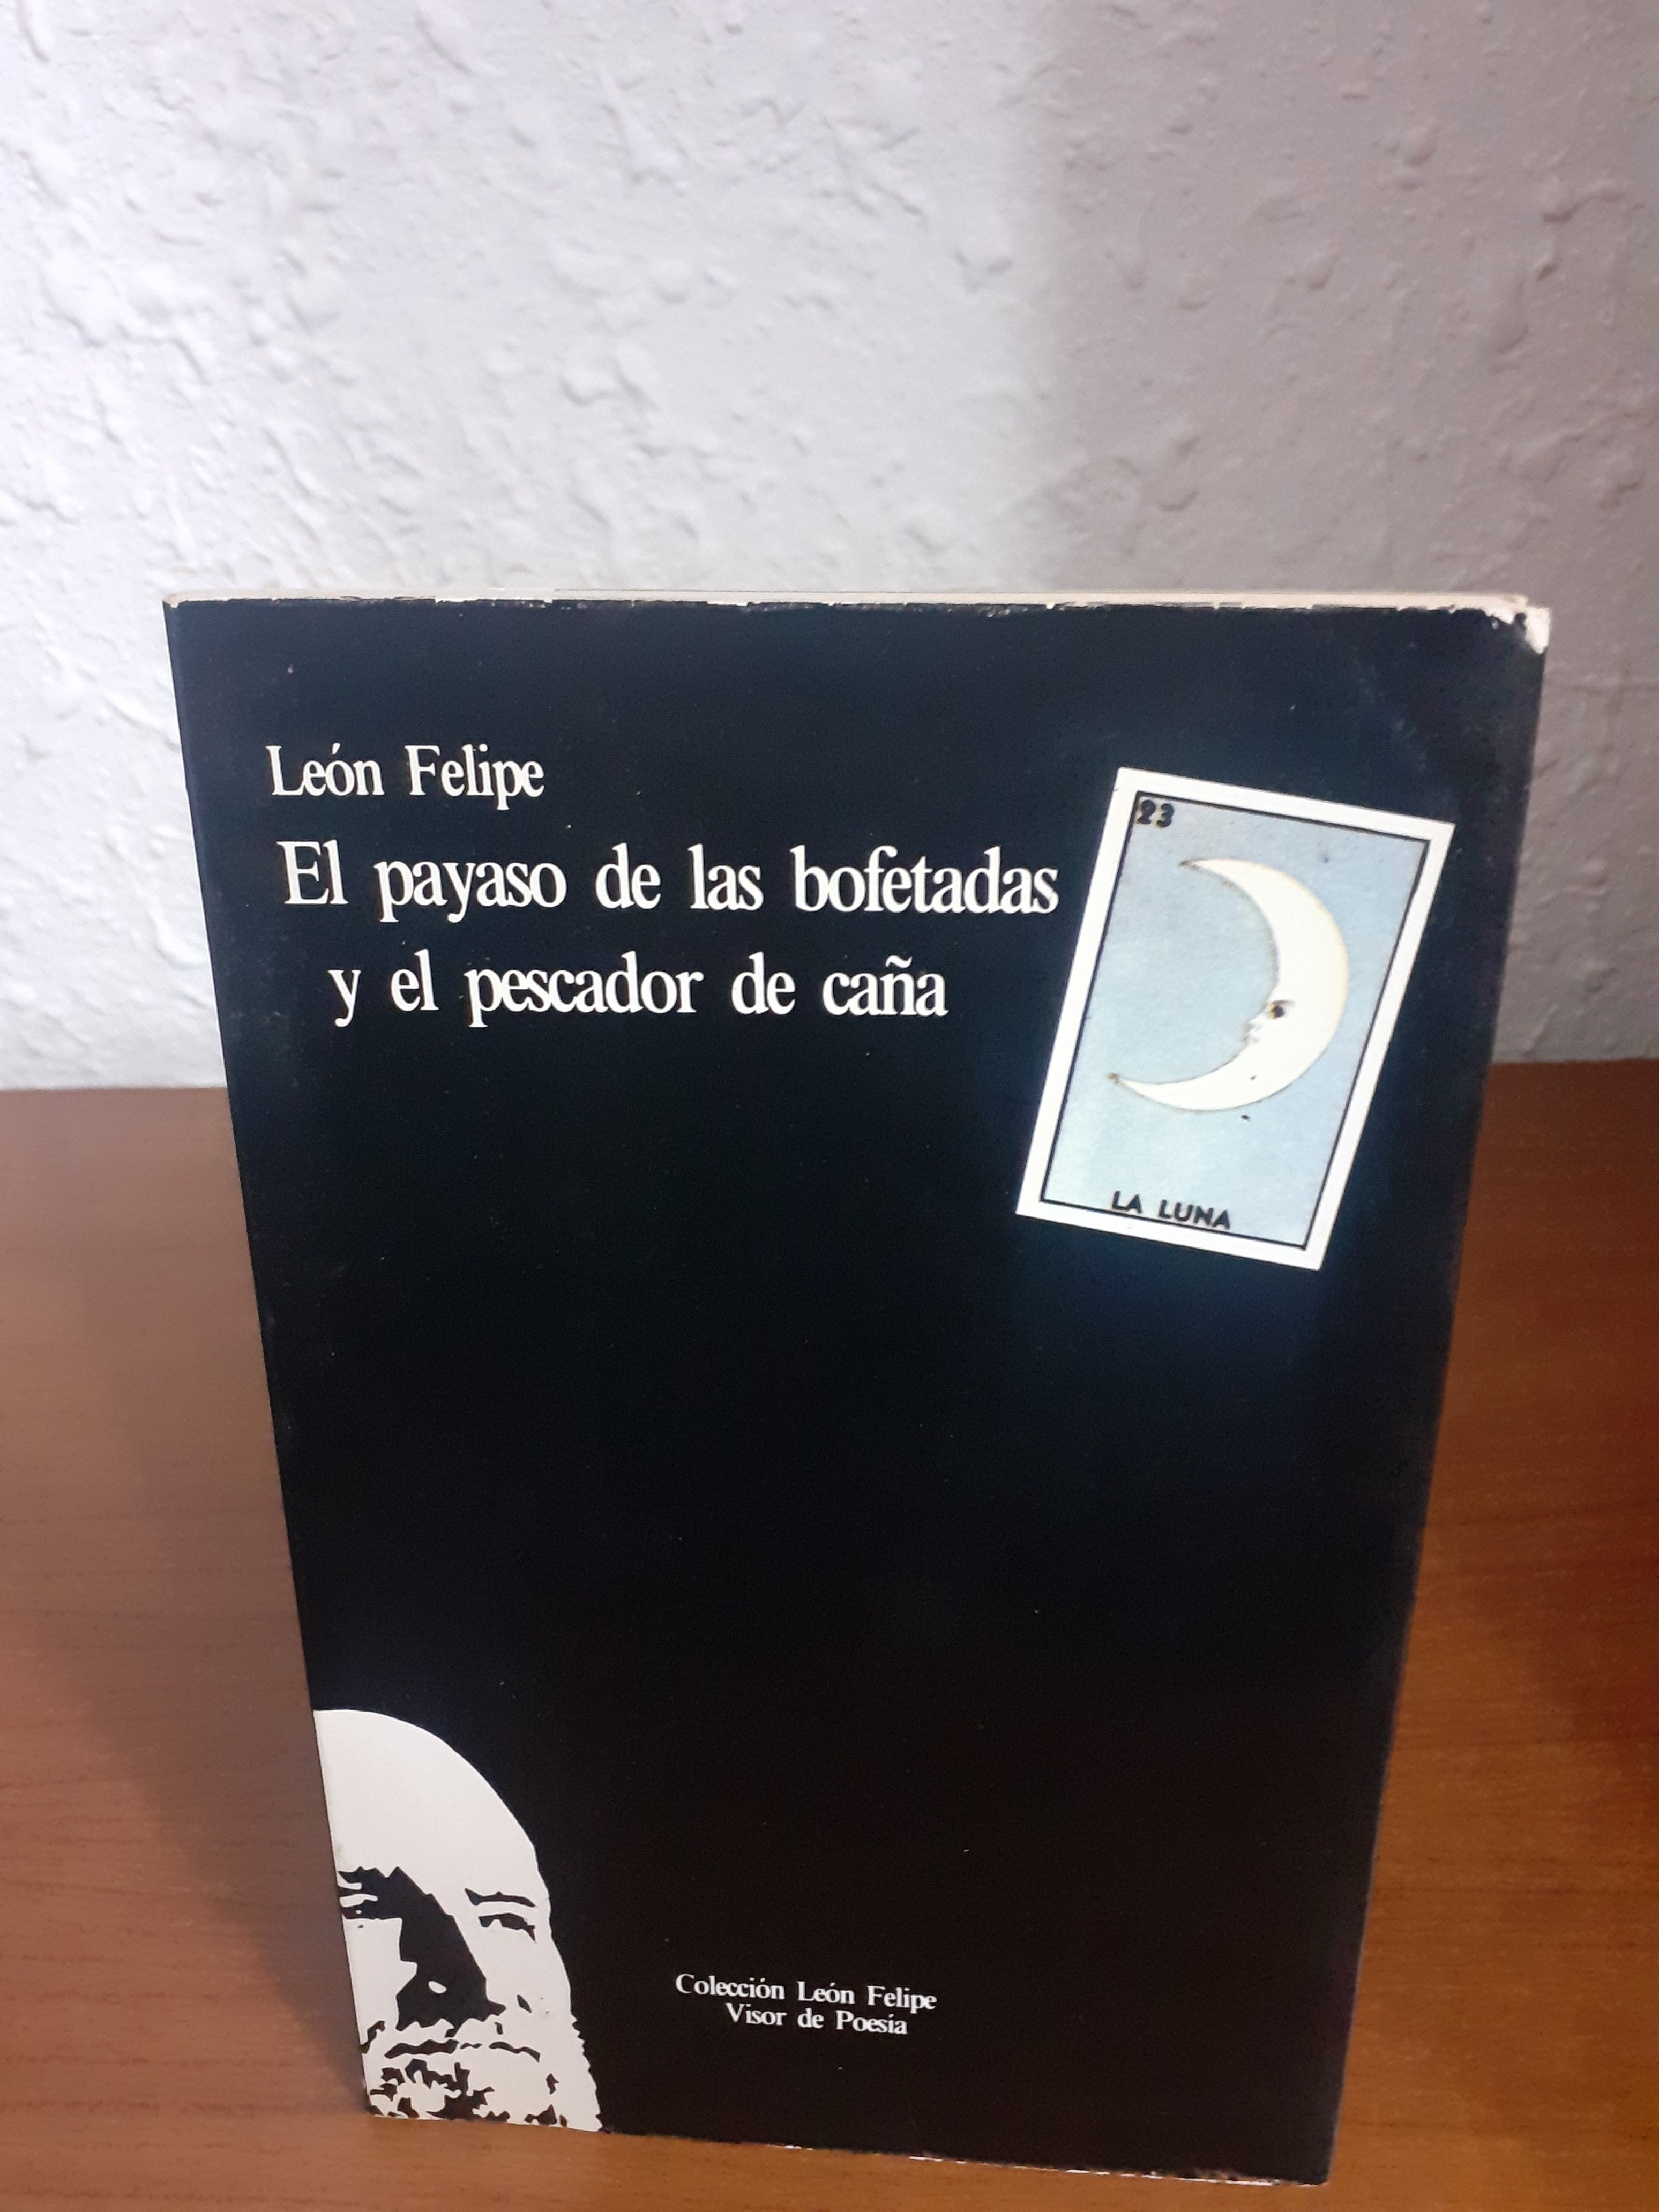 León Felipe
El payaso de las bofetadas
y el pescador de caña
23
LA LUNA
Colección León Felipe
Visor de Poesía